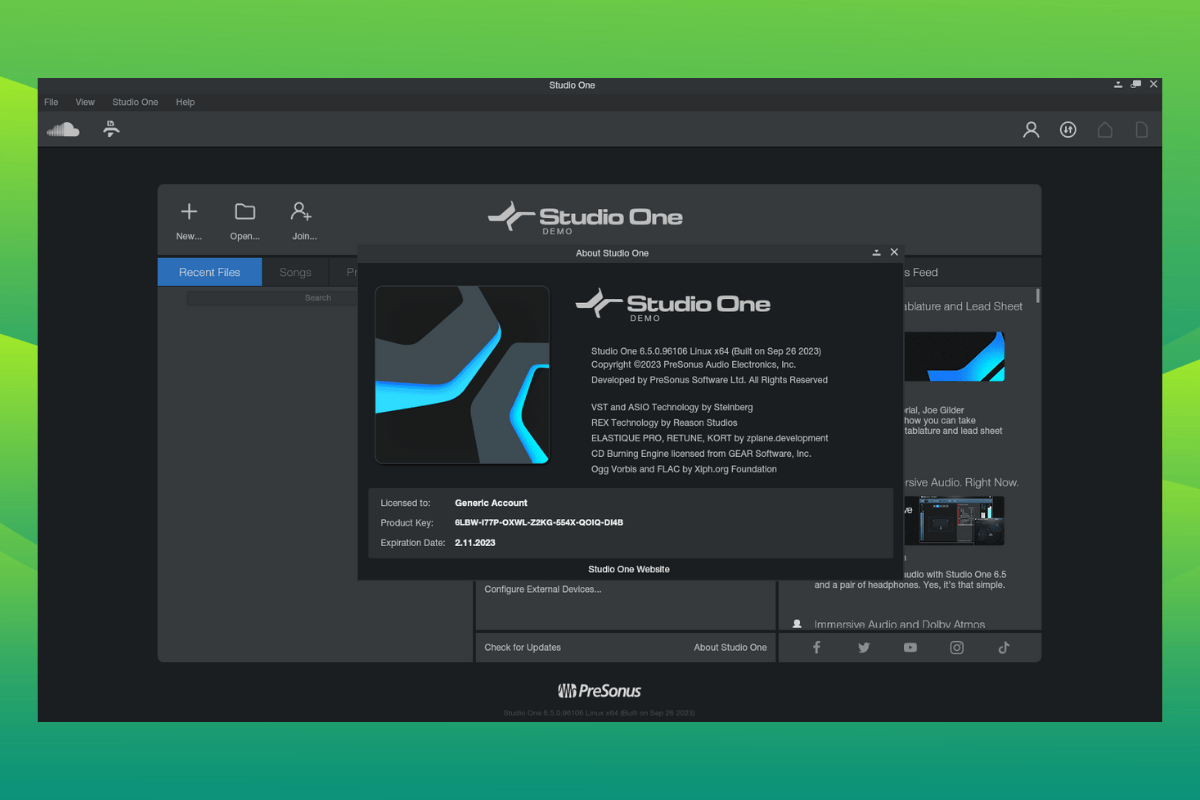 Studio One
File View Studio One Help
New... Open... Join...
Studio One
DEMO
About Studio One
Recent Files Songs Pr
s Feed
Search
ablature and Lead Sheet
Studio One
DEMO
Studio One 6.5.0.96106 Linux x64 (Built on Sep 26 2023)
Copyright ©2023 PreSonus Audio Electronics, Inc.
Developed by PreSonus Software Ltd. All Rights Reserved
VST and ASIO Technology by Steinberg
REX Technology by Reason Studios
ELASTIQUE PRO, RETUNE, KORT by zplane.development
CD Burning Engine licensed from GEAR Software, Inc.
Ogg Vorbis and FLAC by Xiph.org Foundation
rial, Joe Gilder
how you can take
tablature and lead sheet
ersive Audio. Right Now.
Licensed to: Generic Account
Product Key: 6LBW-I77P-OXWL-Z2KG-554X-QOIQ-DI4B
Expiration Date: 2.11.2023
Studio One Website
udio with Studio One 6.5
and a pair of headphones. Yes, it's that simple.
Configure External Devices...
Immersive Audio and Dolby Atmos
Check for Updates About Studio One
PreSonus
Studio One 6.5.0.96106 Linux x64 (Built on Sep 26 2023)